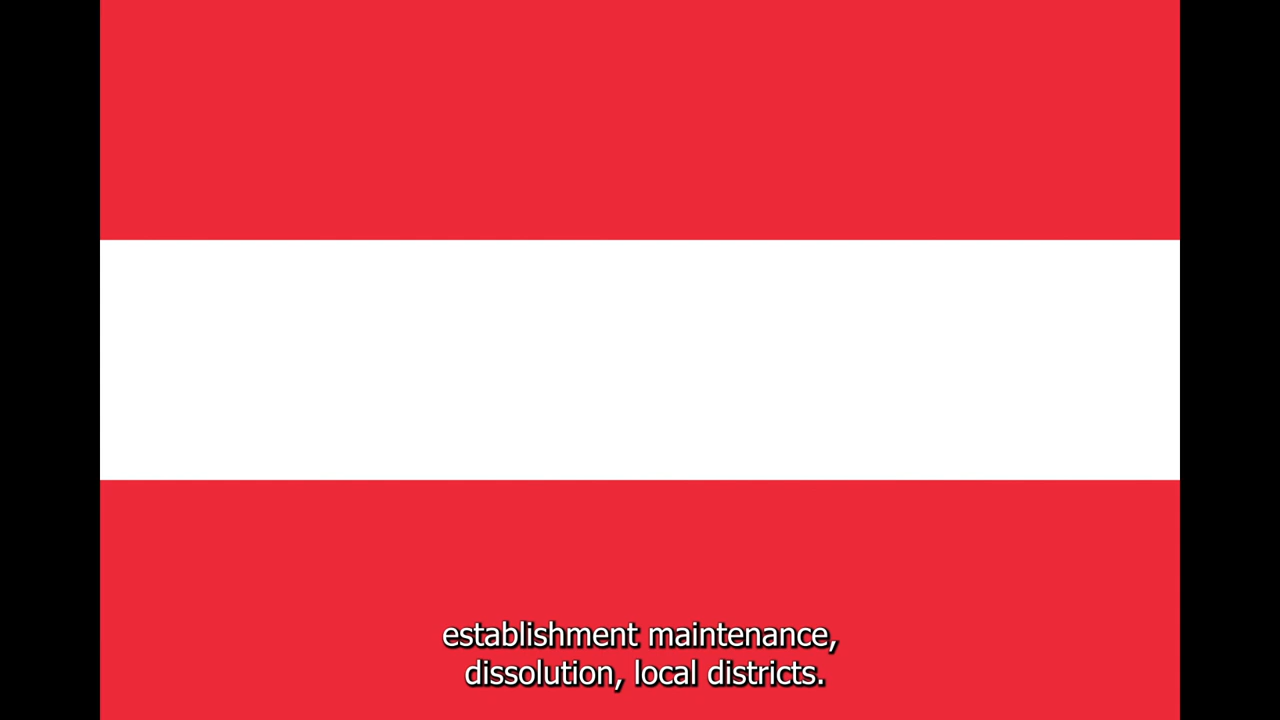 establishment maintenance,
dissolution, local districts.